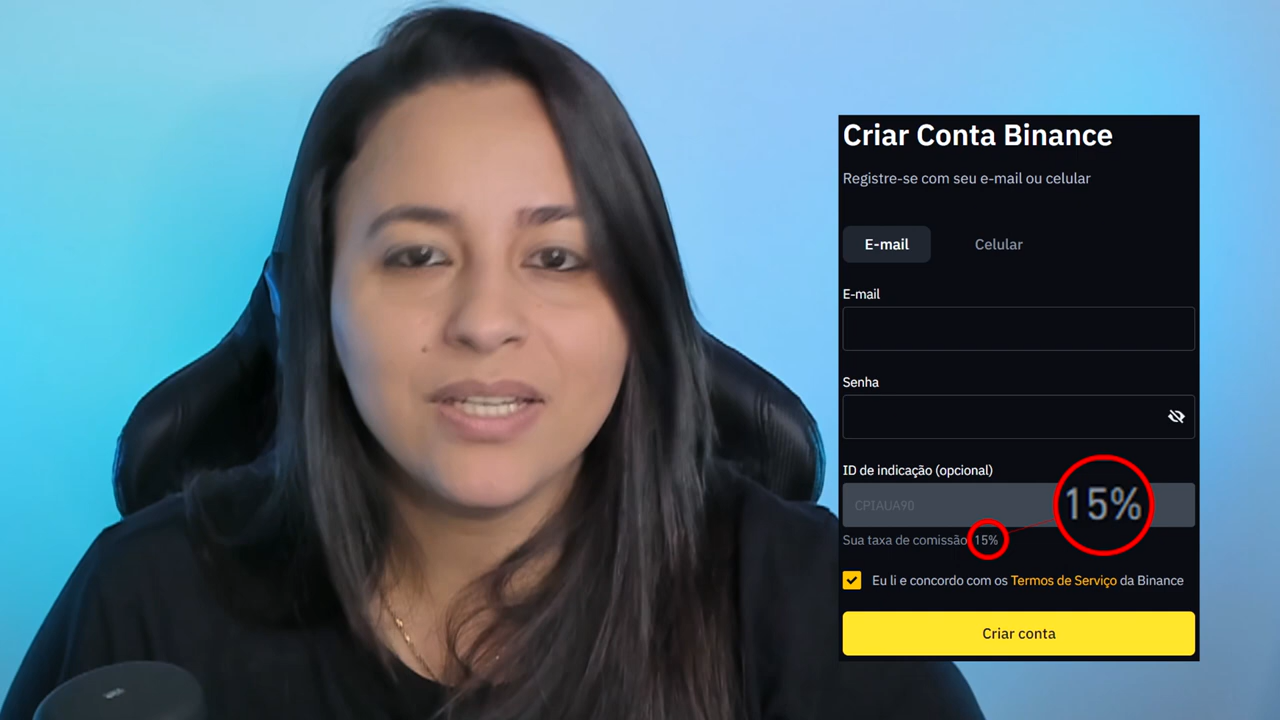 Criar Conta Binance
Registre-se com seu e-mail ou celular
E-mail
Celular
E-mail
Senha
ID de indicação (opcional)
CPIAUA90
15%
Sua taxa de comissão 15%
Eu li e concordo com os Termos de Serviço da Binance
Criar conta